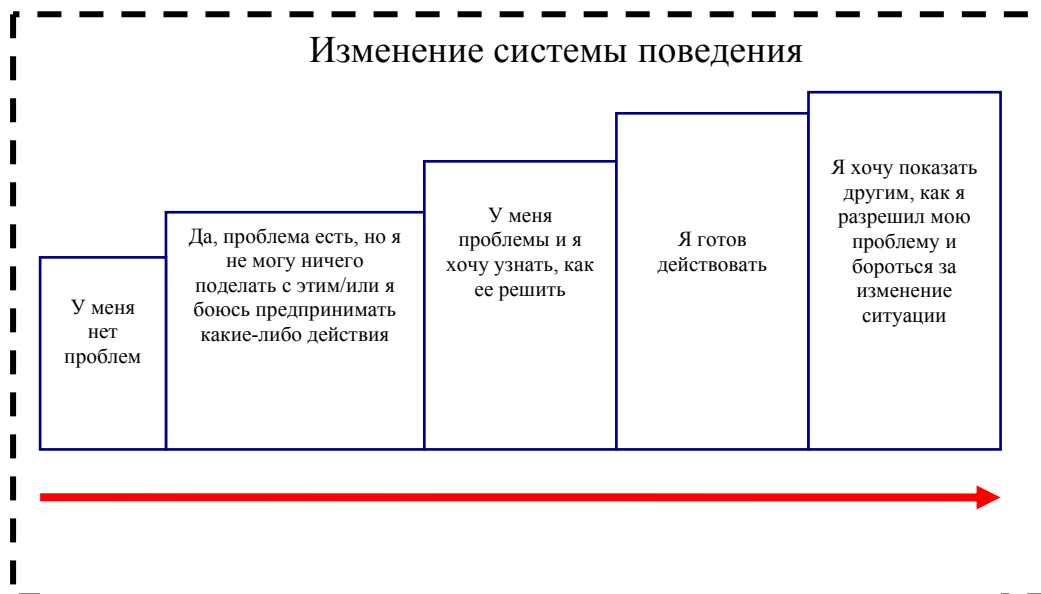 Изменение системы поведения
У меня
нет
проблем
Да, проблема есть, но я
не могу ничего
поделать с этим/или я
боюсь предпринимать
какие-либо действия
У меня
проблемы и я
хочу узнать, как
ее решить
Я готов
действовать
Я хочу показать
другим, как я
разрешил мою
проблему и
бороться за
изменение
ситуации